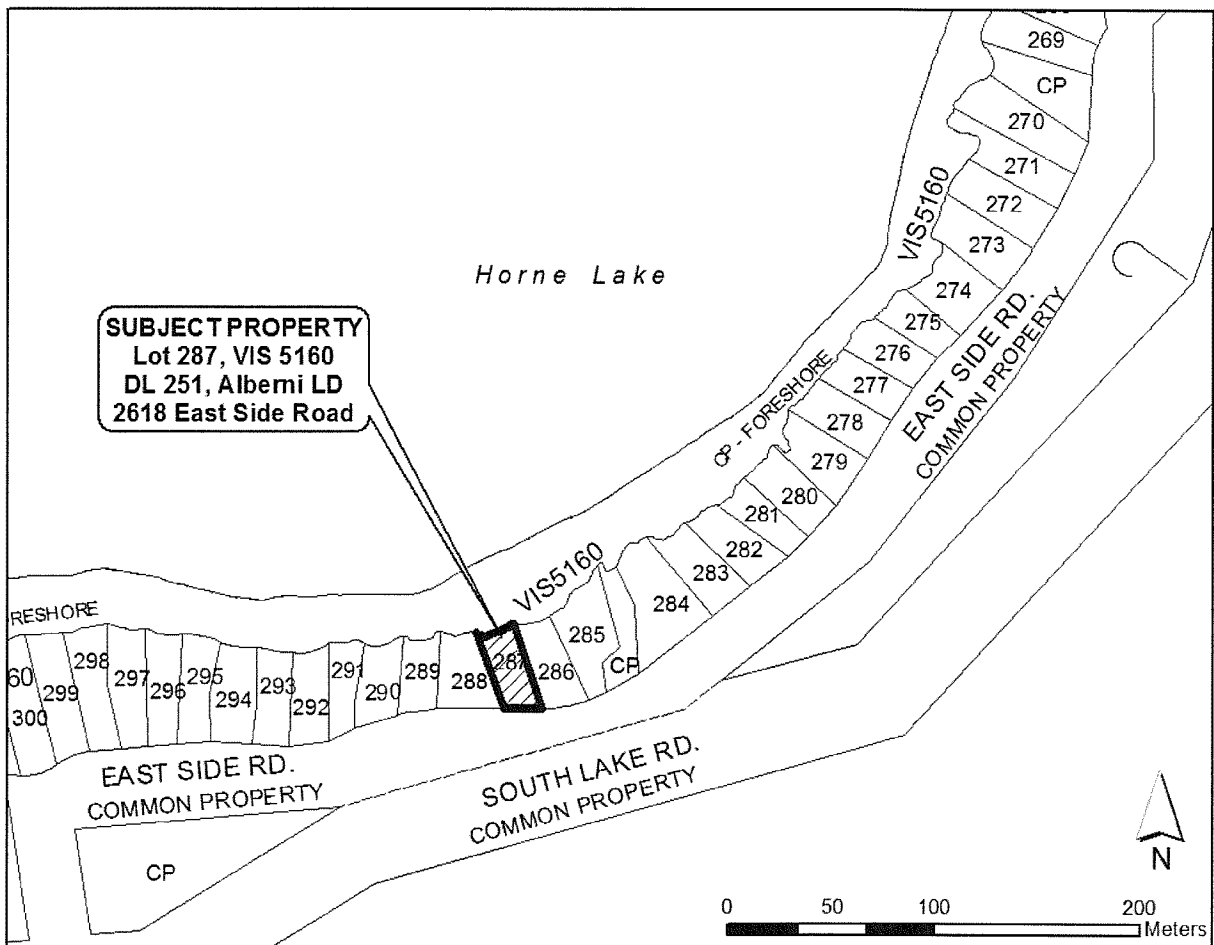 269
CP
270
271
272
273
274
275
276
277
278
279
280
281
282
283
284
285
CP
286
287
288
289
290
291
292
293
294
295
296
297
298
299
300
60
VIS5160
Horne Lake
SUBJECT PROPERTY
Lot 287, VIS 5160
DL 251, Alberni LD
2618 East Side Road
CP - FORESHORE
EAST SIDE RD.
COMMON PROPERTY
VIS5160
RESHORE
EAST SIDE RD.
COMMON PROPERTY
SOUTH LAKE RD.
COMMON PROPERTY
CP
N
0 50 100 200
Meters